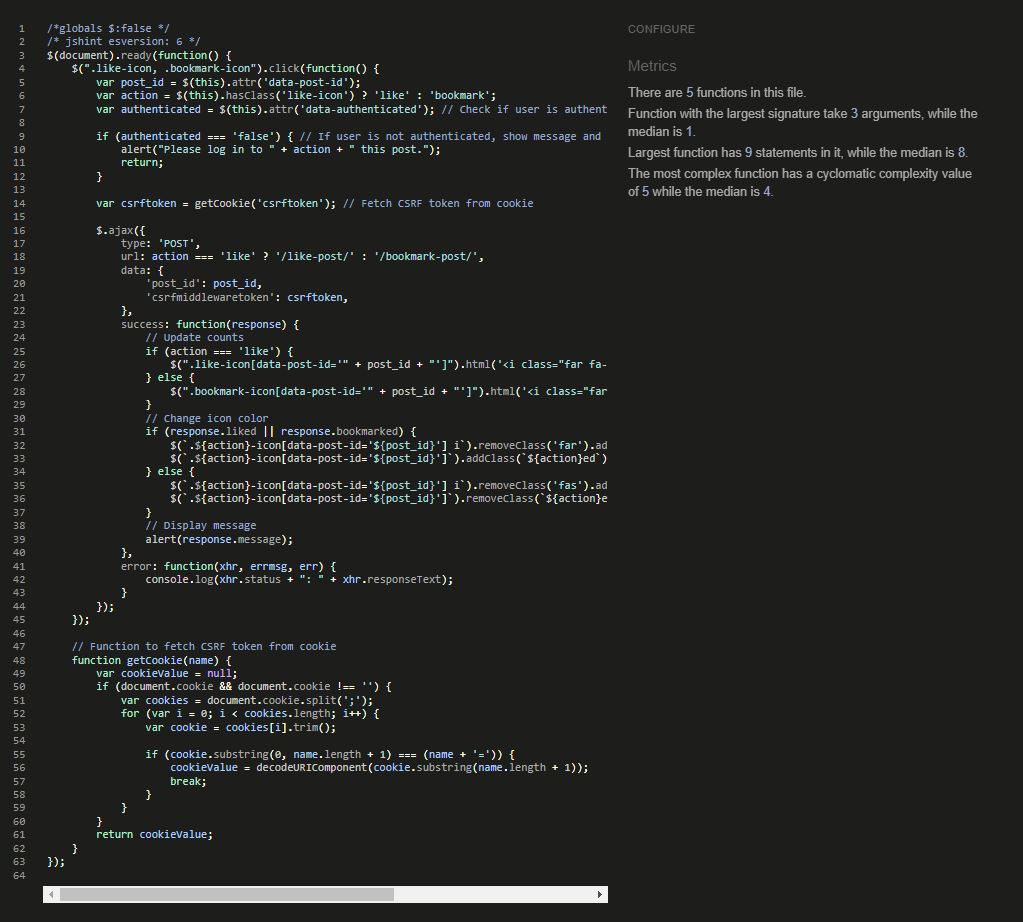 1 /*globals $:false */
2 /* jshint esversion: 6 */
3 $(document).ready(function() {
4 $(".like-icon, .bookmark-icon").click(function() {
5 var post_id = $(this).attr('data-post-id');
6 var action = $(this).hasClass('like-icon') ? 'like' : 'bookmark';
7 var authenticated = $(this).attr('data-authenticated'); // Check if user is authent
8
9 if (authenticated === 'false') { // If user is not authenticated, show message and
10 alert("Please log in to " + action + " this post.");
11 return;
12 }
13
14 var csrftoken = getCookie('csrftoken'); // Fetch CSRF token from cookie
15
16 $.ajax({
17 type: 'POST',
18 url: action === 'like' ? '/like-post/' : '/bookmark-post/',
19 data: {
20 'post_id': post_id,
21 'csrfmiddlewaretoken': csrftoken,
22 },
23 success: function(response) {
24 // Update counts
25 if (action === 'like') {
26 $(".like-icon[data-post-id='" + post_id + "']").html('<i class="far fa-
27 } else {
28 $(".bookmark-icon[data-post-id='" + post_id + "']").html('<i class="far
29 }
30 // Change icon color
31 if (response.liked || response.bookmarked) {
32 $(`.${action}-icon[data-post-id='${post_id}'] i`).removeClass('far').ad
33 $(`.${action}-icon[data-post-id='${post_id}']`).addClass(`${action}ed`)
34 } else {
35 $(`.${action}-icon[data-post-id='${post_id}'] i`).removeClass('fas').ad
36 $(`.${action}-icon[data-post-id='${post_id}']`).removeClass(`${action}e
37 }
38 // Display message
39 alert(response.message);
40 },
41 error: function(xhr, errmsg, err) {
42 console.log(xhr.status + ": " + xhr.responseText);
43 }
44 });
45 });
46
47 // Function to fetch CSRF token from cookie
48 function getCookie(name) {
49 var cookieValue = null;
50 if (document.cookie && document.cookie !== '') {
51 var cookies = document.cookie.split(';');
52 for (var i = 0; i < cookies.length; i++) {
53 var cookie = cookies[i].trim();
54
55 if (cookie.substring(0, name.length + 1) === (name + '=')) {
56 cookieValue = decodeURIComponent(cookie.substring(name.length + 1));
57 break;
58 }
59 }
60 }
61 return cookieValue;
62 }
63 });
64
CONFIGURE
Metrics
There are 5 functions in this file.
Function with the largest signature take 3 arguments, while the
median is 1.
Largest function has 9 statements in it, while the median is 8.
The most complex function has a cyclomatic complexity value
of 5 while the median is 4.